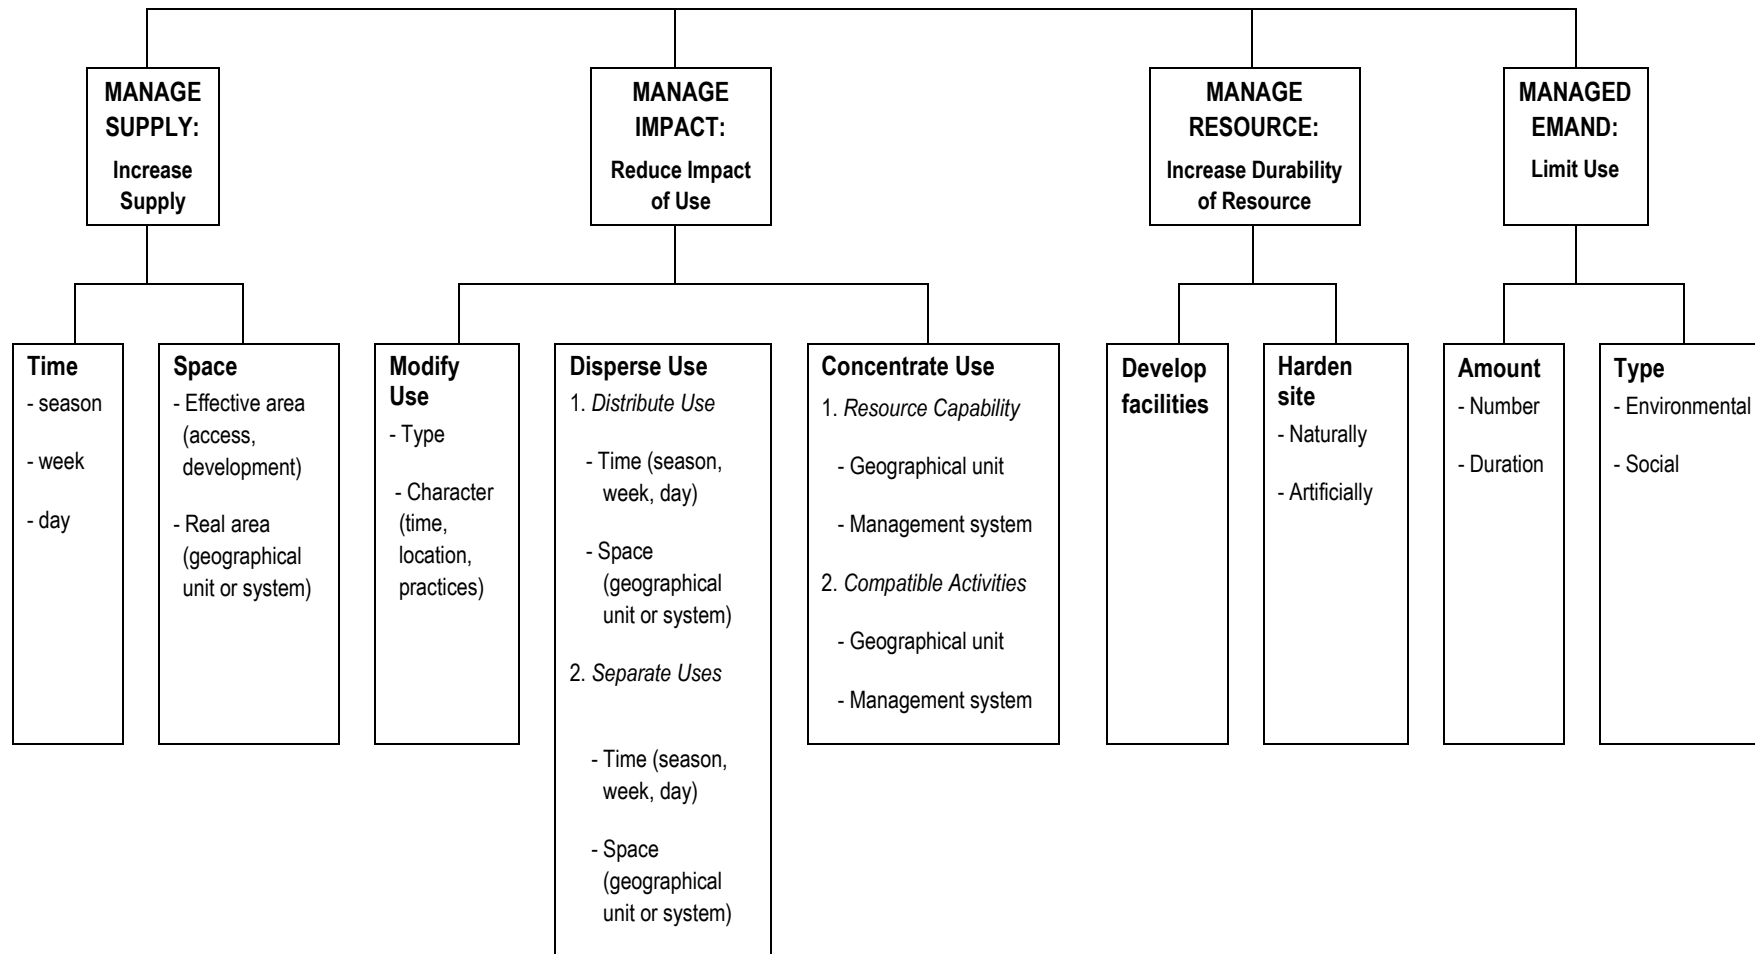 MANAGE
SUPPLY:
Increase
Supply
MANAGE
IMPACT:
Reduce Impact
of Use
MANAGE
RESOURCE:
Increase Durability
of Resource
MANAGED
EMAND:
Limit Use
Time
- season
- week
- day
Space
- Effective area
(access,
development)
- Real area
(geographical
unit or system)
Modify
Use
- Type
- Character
(time,
location,
practices)
Disperse Use
1. Distribute Use
- Time (season,
week, day)
- Space
(geographical
unit or system)
2. Separate Uses
- Time (season,
week, day)
- Space
(geographical
unit or system)
Concentrate Use
1. Resource Capability
- Geographical unit
- Management system
2. Compatible Activities
- Geographical unit
- Management system
Develop
facilities
Harden
site
- Naturally
- Artificially
Amount
- Number
- Duration
Type
- Environmental
- Social